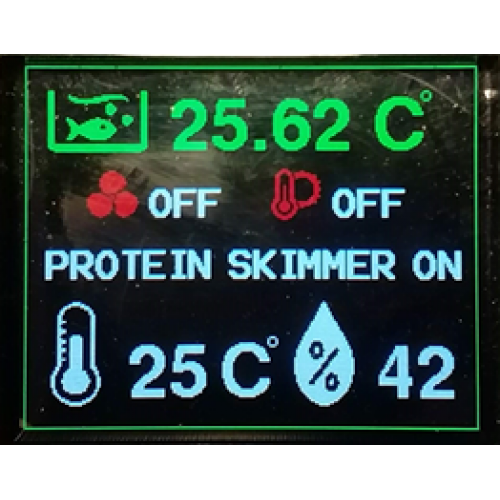 25.62 C°
OFF OFF
PROTEIN SKIMMER ON
25 C° % 42